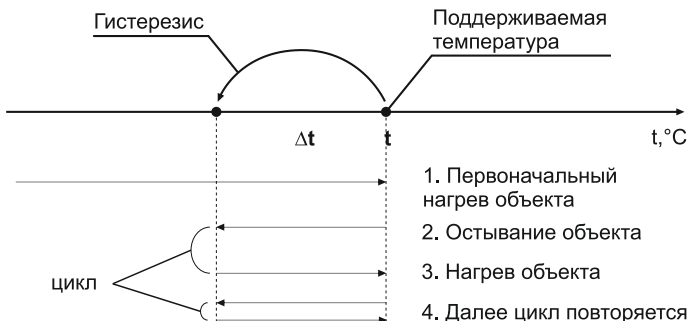 Гистерезис
Поддерживаемая
температура
Δt
t
t,°C
1. Первоначальный
нагрев объекта
2. Остывание объекта
3. Нагрев объекта
цикл
4. Далее цикл повторяется